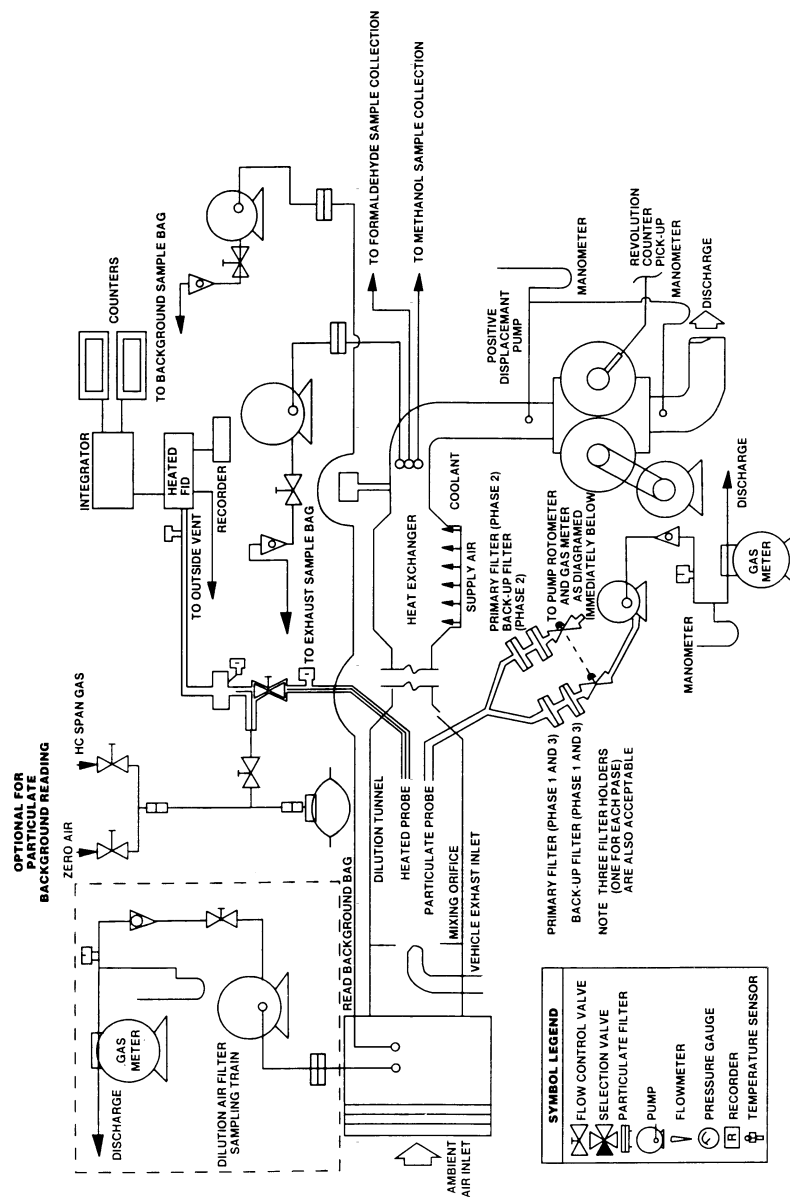 OPTIONAL FOR
PARTICULATE
BACKGROUND READING
ZERO AIR
HC SPAN GAS
INTEGRATOR
COUNTERS
HEATED
FID
RECORDER
TO OUTSIDE VENT
TO BACKGROUND SAMPLE BAG
TO EXHAUST SAMPLE BAG
DISCHARGE
GAS
METER
DILUTION AIR FILTER
SAMPLING TRAIN
READ BACKGROUND BAG
DILUTION TUNNEL
HEATED PROBE
PARTICULATE PROBE
MIXING ORIFICE
VEHICLE EXHAST INLET
AMBIENT
AIR INLET
HEAT EXCHANGER
SUPPLY AIR
COOLANT
TO FORMALDEHYDE SAMPLE COLLECTION
TO METHANOL SAMPLE COLLECTION
POSITIVE
DISPLACEMANT
PUMP
MANOMETER
REVOLUTION
COUNTER
PICK-UP
MANOMETER
DISCHARGE
PRIMARY FILTER (PHASE 2)
BACK-UP FILTER
(PHASE 2)
TO PUMP ROTOMETER
AND GAS METER
AS DIAGRAMED
IMMEDIATELY BELOW
PRIMARY FILTER (PHASE 1 AND 3)
BACK-UP FILTER (PHASE 1 AND 3)
NOTE THREE FILTER HOLDERS
(ONE FOR EACH PASE)
ARE ALSO ACCEPTABLE
MANOMETER
DISCHARGE
GAS
METER
SYMBOL LEGEND
FLOW CONTROL VALVE
SELECTION VALVE
PARTICULATE FILTER
PUMP
FLOWMETER
PRESSURE GAUGE
R RECORDER
TEMPERATURE SENSOR